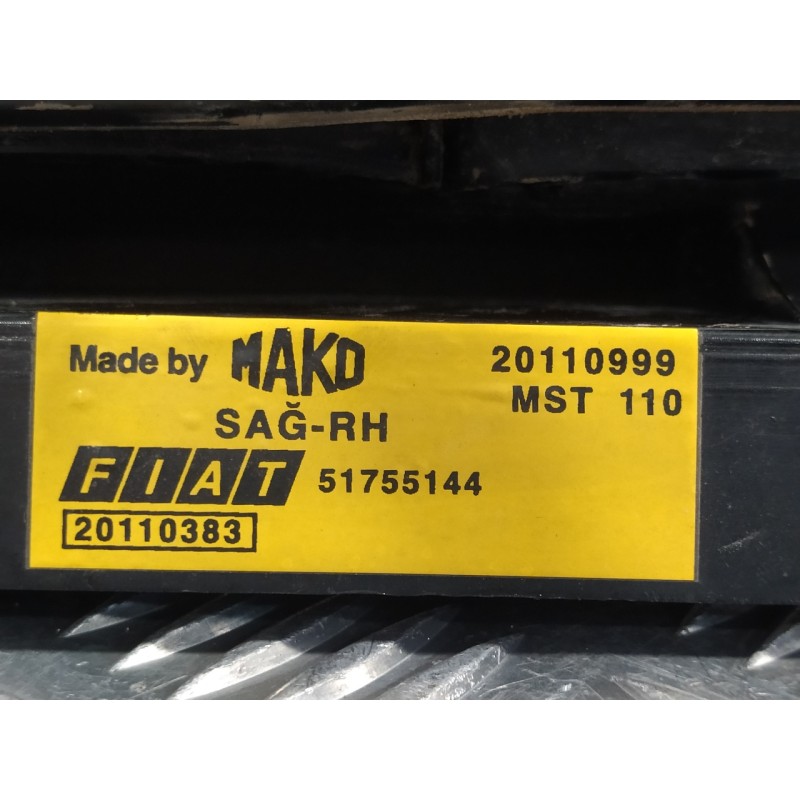 Made by MAKO 20110999
MST 110
SAĞ-RH
FIAT 51755144
20110383